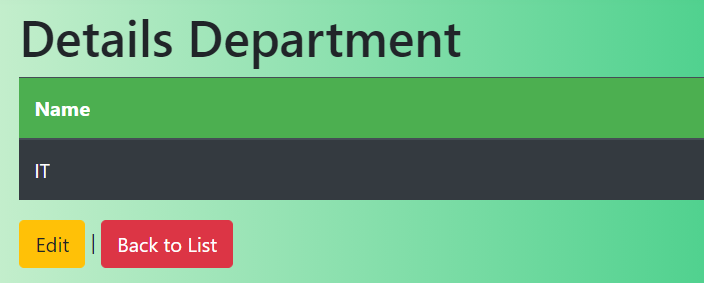 Details Department
Name
IT
Edit | Back to List